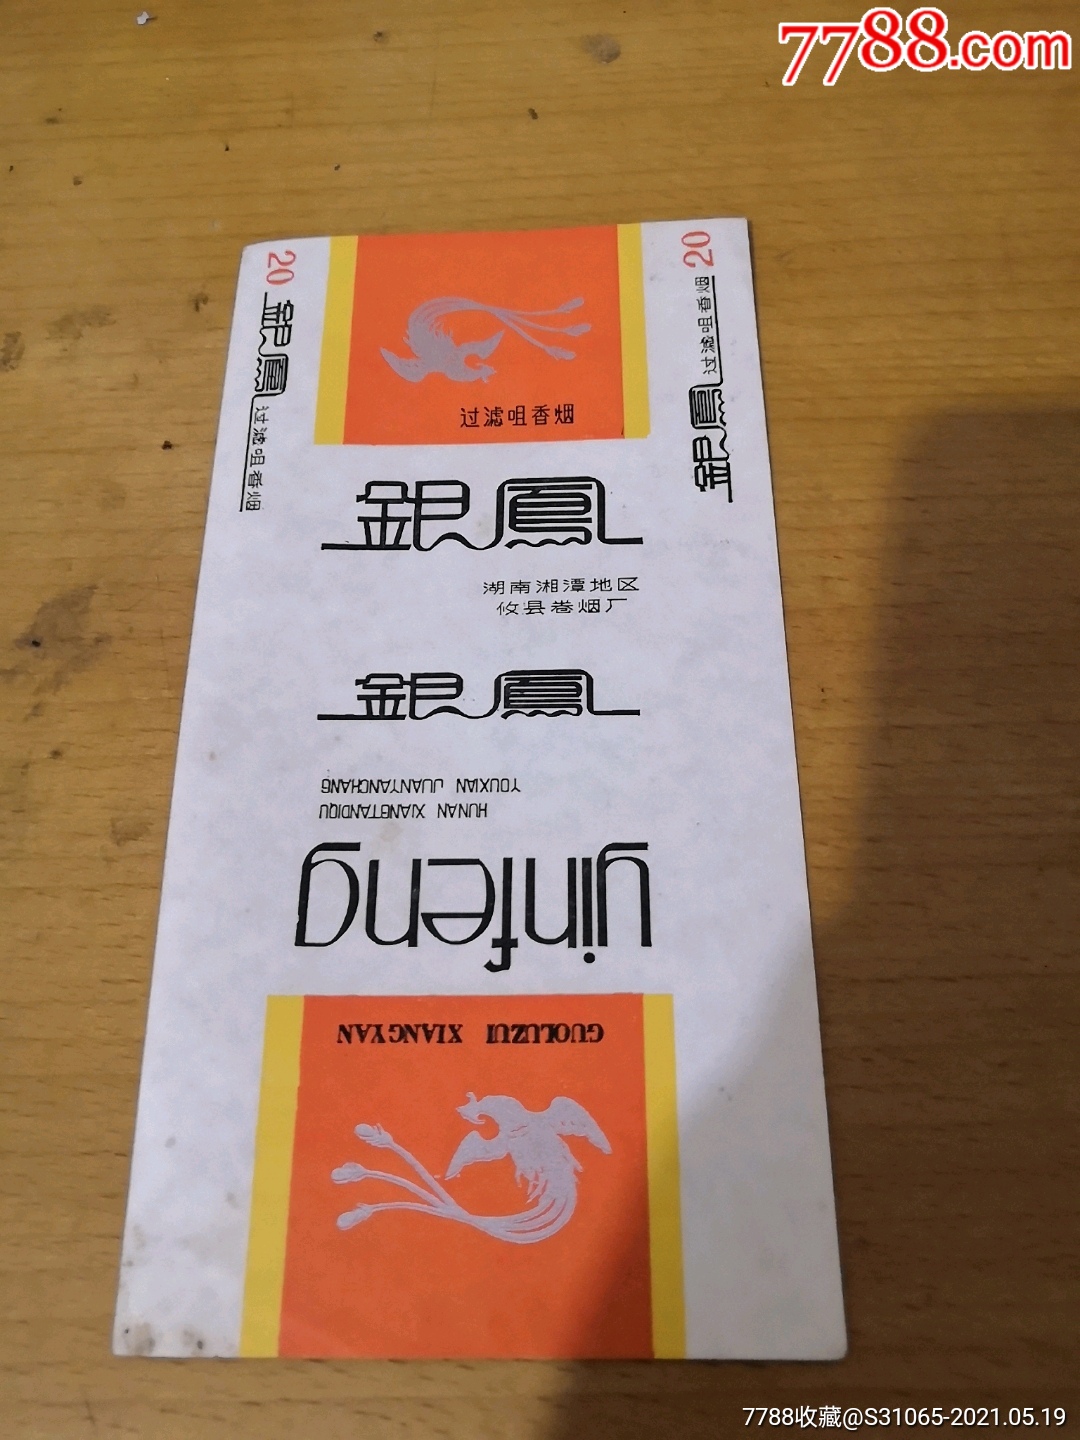 7788.com
20
銀鳳
过滤咀香烟
20
銀鳳
过滤咀香烟
过滤咀香烟
銀鳳
湖南湘潭地区
攸县卷烟厂
銀鳳
YOUXIAN JUANYANCHANG
HUNAN XIANGTANDIQU
yinfeng
GUOLUZUI XIANGYAN
7788收藏@S31065-2021.05.19